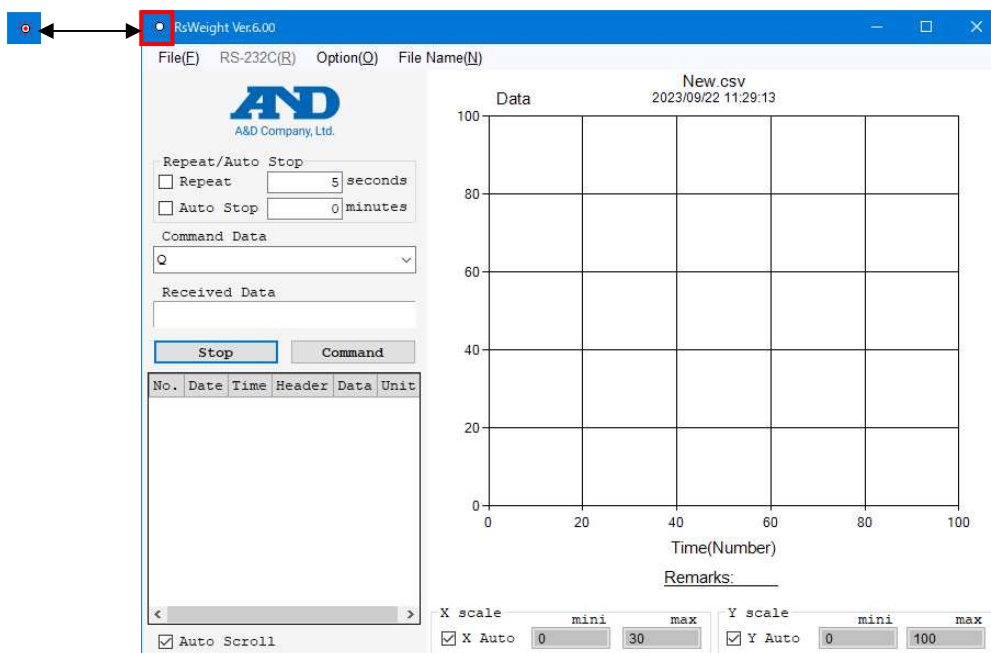 RsWeight Ver.6.00
File(F) RS-232C(R) Option(O) File Name(N)
AND
A&D Company, Ltd.
Repeat/Auto Stop
Repeat 5 seconds
Auto Stop 0 minutes
Command Data
Q
Received Data
Stop Command
No. Date Time Header Data Unit
Auto Scroll
New.csv
Data 2023/09/22 11:29:13
100
80
60
40
20
0
0 20 40 60 80 100
Time(Number)
Remarks:
X scale mini max
X Auto 0 30
Y scale mini max
Y Auto 0 100